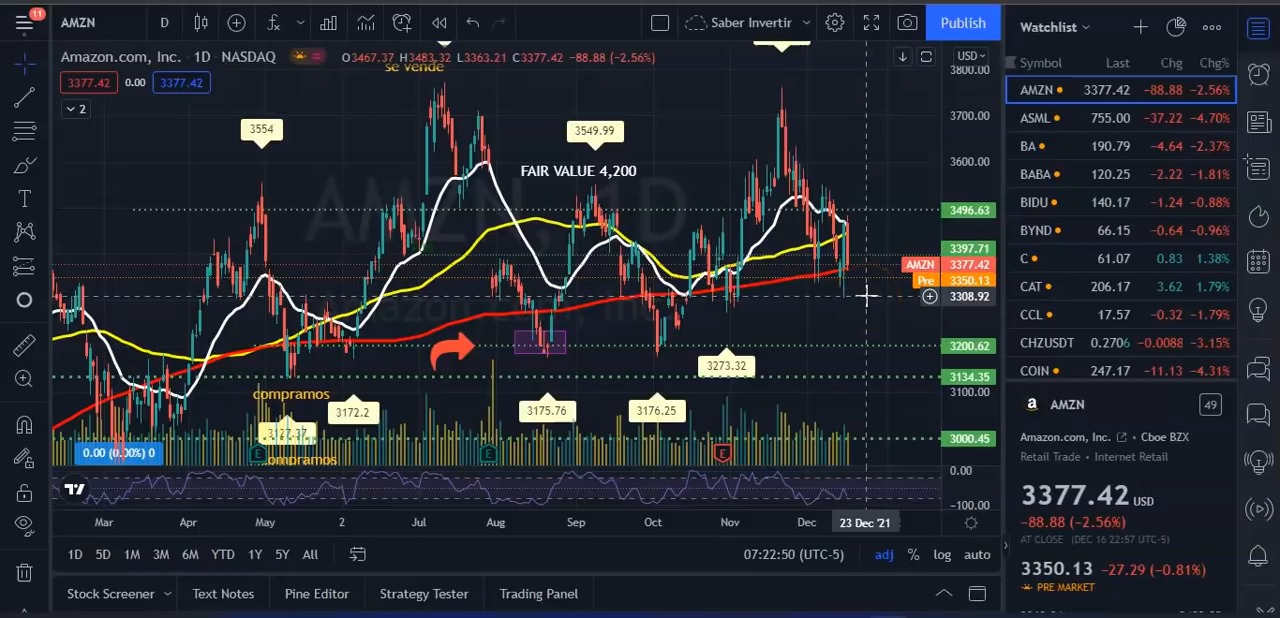 11
AMZN
D
Saber Invertir
Publish
Amazon.com, Inc. · 1D · NASDAQ
O3467.37 H3483.32 L3363.21 C3377.42 −88.88 (−2.56%)
se vende
USD
3377.42 0.00 3377.42
2
3554
3549.99
FAIR VALUE 4,200
AMZN, 1D
Amazon.com, Inc.
3273.32
compramos
3172.2
3175.76
3176.25
compramos
0.00 (0.00%) 0
E
E
E
3800.00
3700.00
3600.00
3496.63
3397.71
AMZN 3377.42
Pre 3350.13
3308.92
3200.62
3134.35
3100.00
3000.45
0.00
−100.00
Mar Apr May 2 Jul Aug Sep Oct Nov Dec 23 Dec '21
1D 5D 1M 3M 6M YTD 1Y 5Y All
07:22:50 (UTC-5) adj % log auto
Stock Screener Text Notes Pine Editor Strategy Tester Trading Panel
Watchlist
Symbol Last Chg Chg%
AMZN 3377.42 −88.88 −2.56%
ASML 755.00 −37.22 −4.70%
BA 190.79 −4.64 −2.37%
BABA 120.25 −2.22 −1.81%
BIDU 140.17 −1.24 −0.88%
BYND 66.15 −0.64 −0.96%
C 61.07 0.83 1.38%
CAT 206.17 3.62 1.79%
CCL 17.57 −0.32 −1.79%
CHZUSDT 0.2706 −0.0088 −3.15%
COIN 247.17 −11.13 −4.31%
AMZN
49
Amazon.com, Inc. • Cboe BZX
Retail Trade • Internet Retail
3377.42 USD
−88.88 (−2.56%)
AT CLOSE (DEC 16 22:57 UTC-5)
3350.13 −27.29 (−0.81%)
PRE MARKET